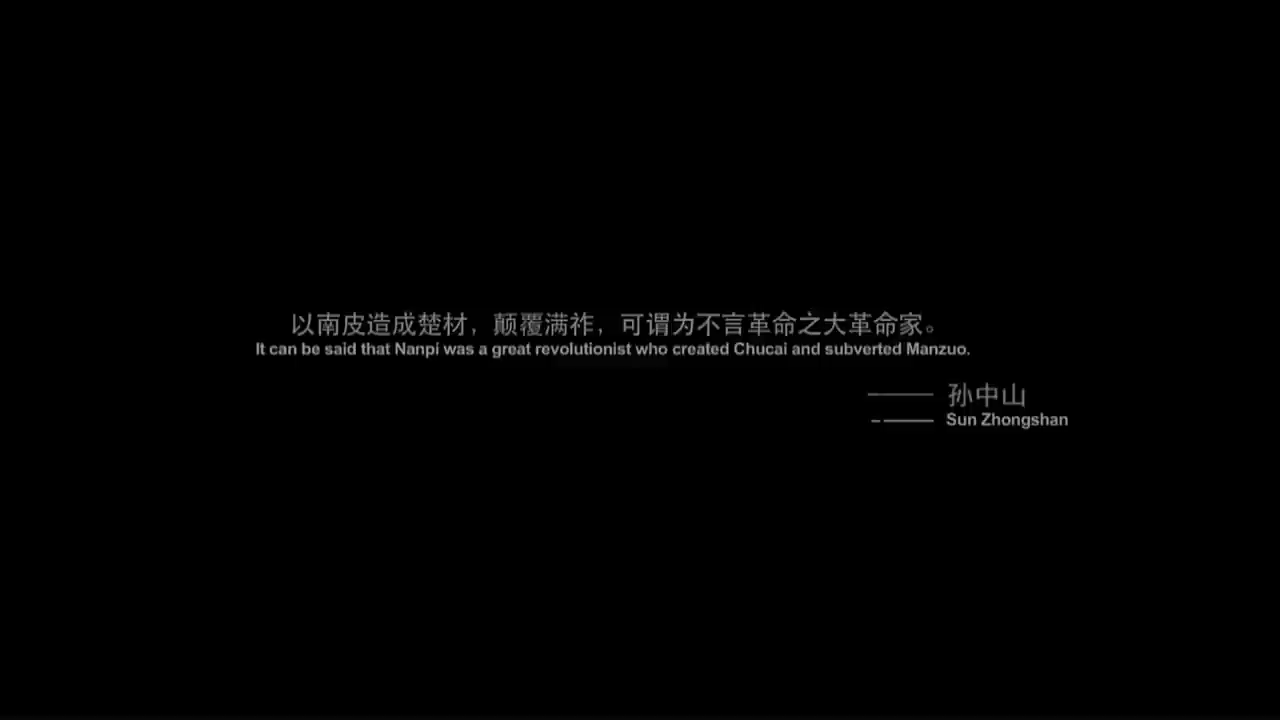 以南皮造成楚材，颠覆满祚，可谓为不言革命之大革命家。
It can be said that Nanpi was a great revolutionist who created Chucai and subverted Manzuo.
—— 孙中山
—— Sun Zhongshan